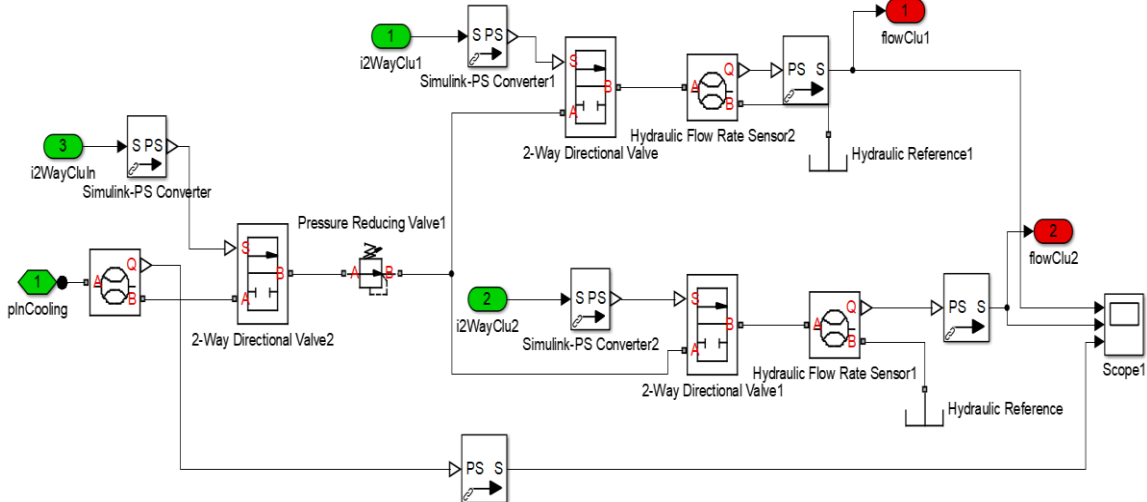 1
flowClu1
1
i2WayClu1
S PS
Simulink-PS Converter1
S
A
B
2-Way Directional Valve
A
Q
B
Hydraulic Flow Rate Sensor2
PS S
Hydraulic Reference1
3
i2WayCluIn
S PS
Simulink-PS Converter
S
A
B
2-Way Directional Valve2
Pressure Reducing Valve1
A
B
1
pInCooling
A
Q
B
2
i2WayClu2
S PS
Simulink-PS Converter2
S
A
B
2-Way Directional Valve1
A
Q
B
Hydraulic Flow Rate Sensor1
PS S
Hydraulic Reference
2
flowClu2
Scope1
PS S